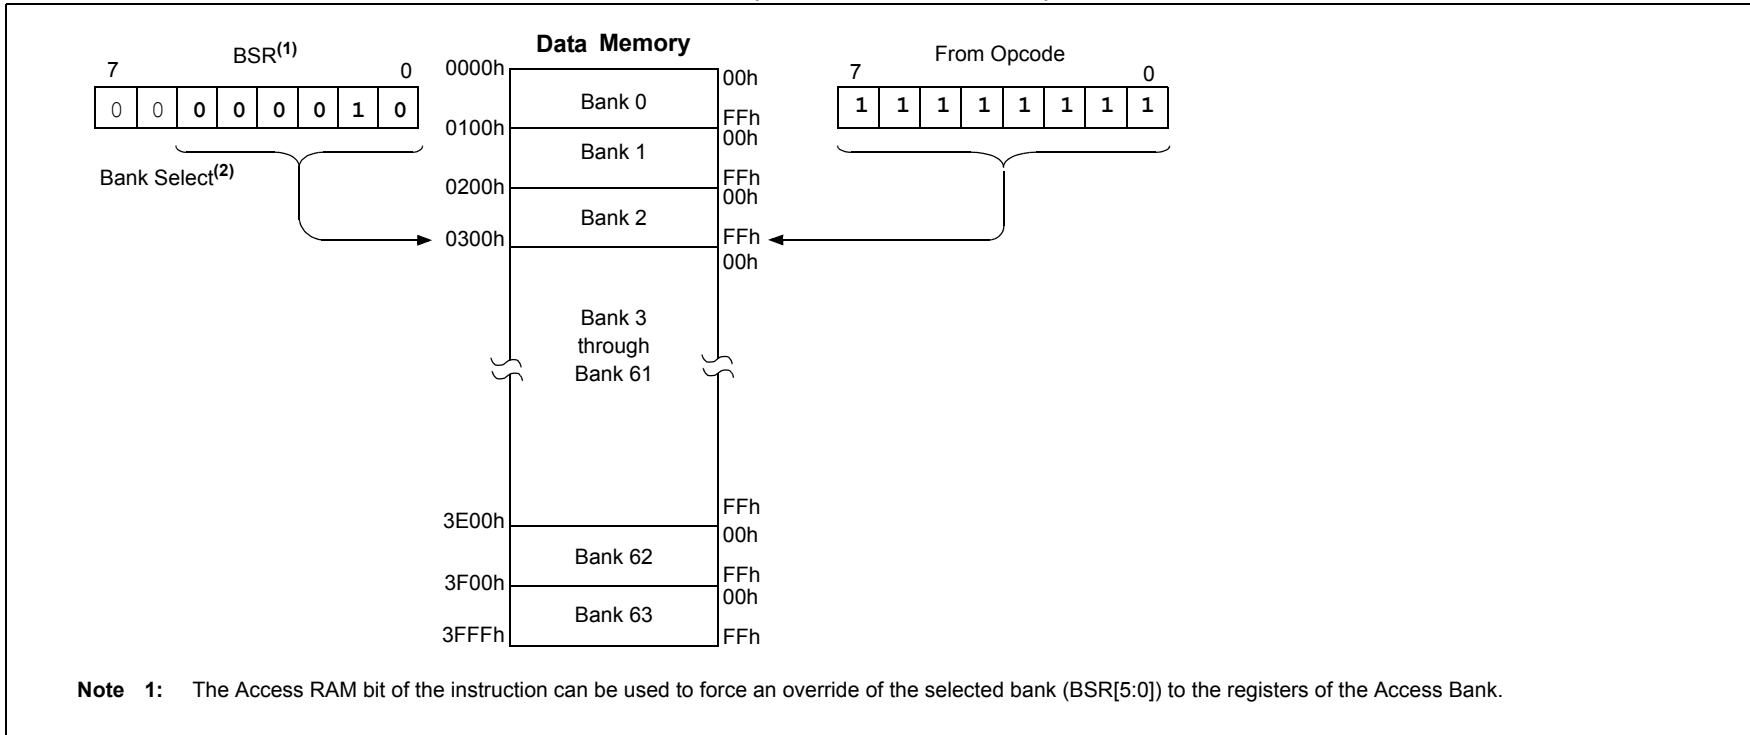 Data Memory
BSR(1)
7 0
0 0 0 0 0 0 1 0
Bank Select(2)
From Opcode
7 0
1 1 1 1 1 1 1 1
0000h
Bank 0
00h
FFh
0100h
00h
Bank 1
FFh
0200h
00h
Bank 2
FFh
0300h
00h
Bank 3
through
Bank 61
FFh
3E00h
00h
Bank 62
FFh
3F00h
00h
Bank 63
3FFFh
FFh
Note 1: The Access RAM bit of the instruction can be used to force an override of the selected bank (BSR[5:0]) to the registers of the Access Bank.